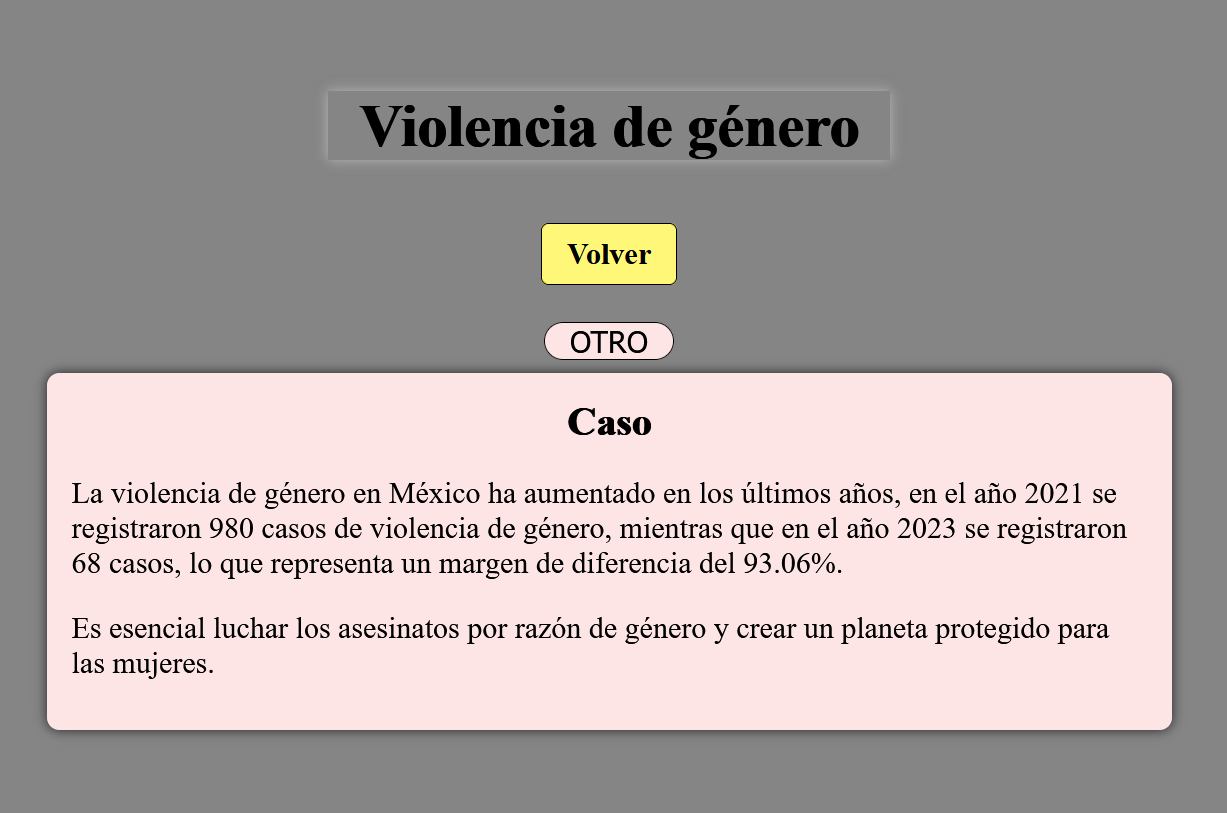 Violencia de género
Volver
OTRO
Caso
La violencia de género en México ha aumentado en los últimos años, en el año 2021 se
registraron 980 casos de violencia de género, mientras que en el año 2023 se registraron
68 casos, lo que representa un margen de diferencia del 93.06%.
Es esencial luchar los asesinatos por razón de género y crear un planeta protegido para
las mujeres.